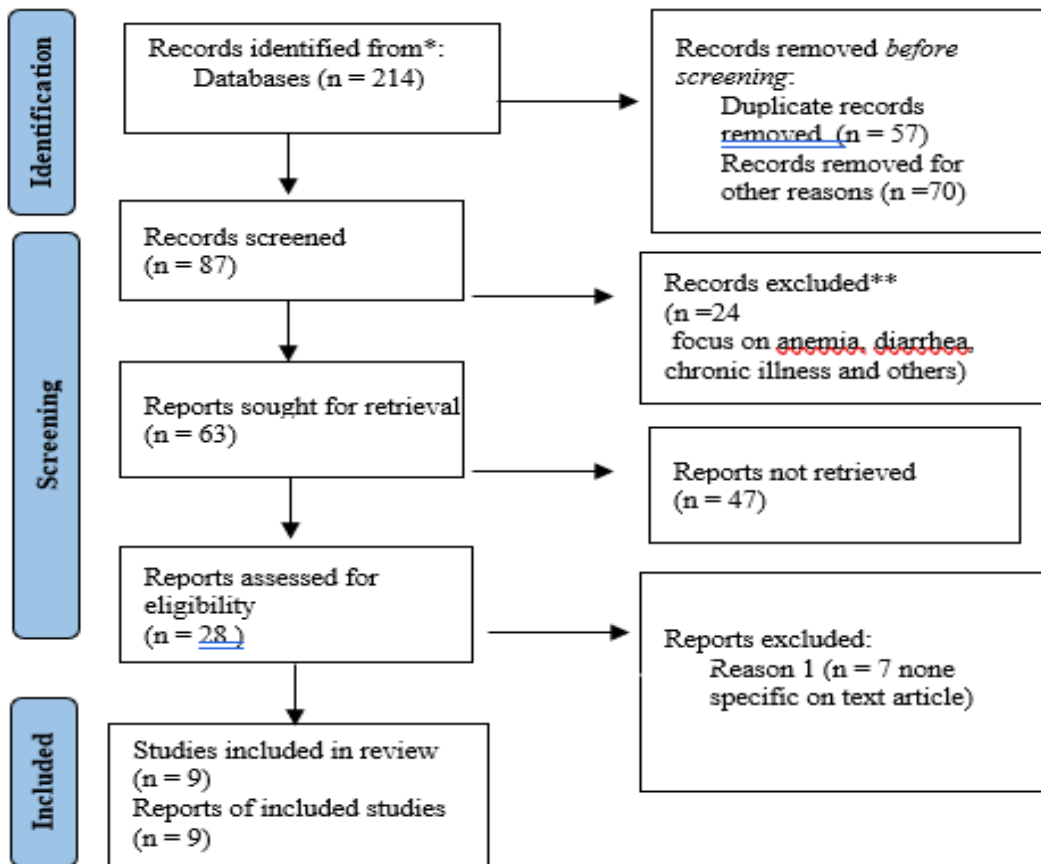 Identification
Records identified from*:
Databases (n = 214)
Records removed before
screening:
Duplicate records
removed (n = 57)
Records removed for
other reasons (n =70)
Screening
Records screened
(n = 87)
Records excluded**
(n =24
focus on anemia, diarrhea,
chronic illness and others)
Reports sought for retrieval
(n = 63)
Reports not retrieved
(n = 47)
Reports assessed for
eligibility
(n = 28 )
Reports excluded:
Reason 1 (n = 7 none
specific on text article)
Included
Studies included in review
(n = 9)
Reports of included studies
(n = 9)